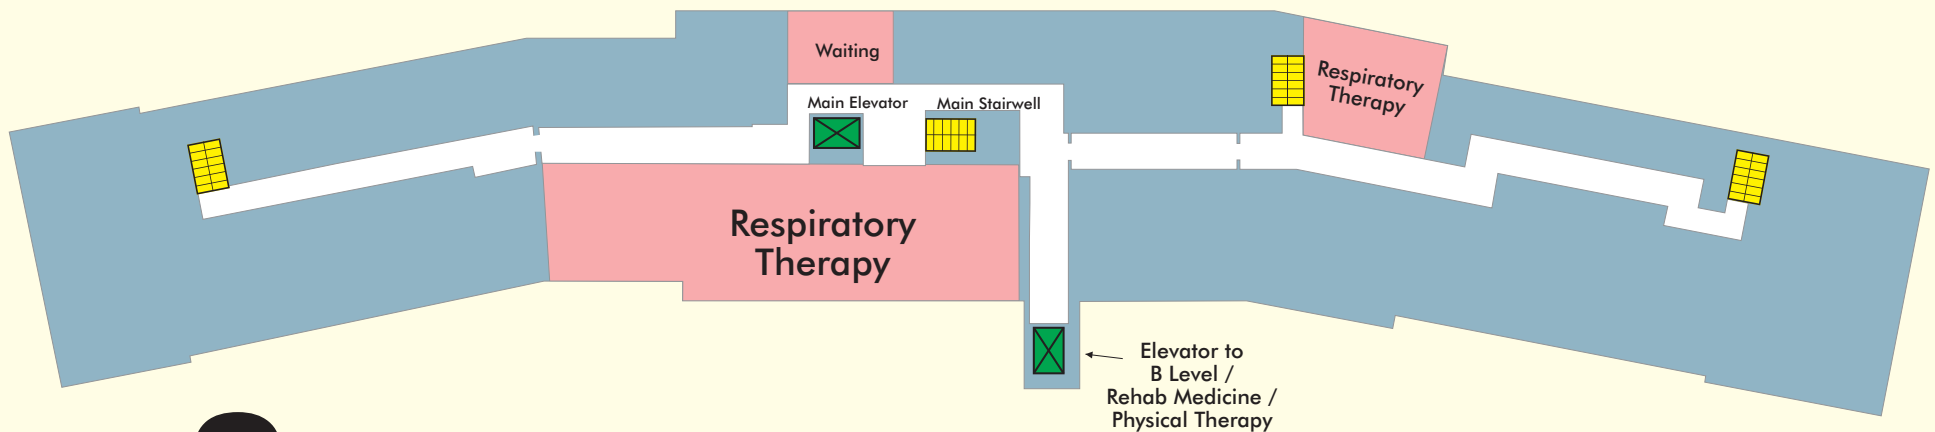 Waiting
Main Elevator
Main Stairwell
Respiratory
Therapy
Respiratory
Therapy
Elevator to
B Level /
Rehab Medicine /
Physical Therapy